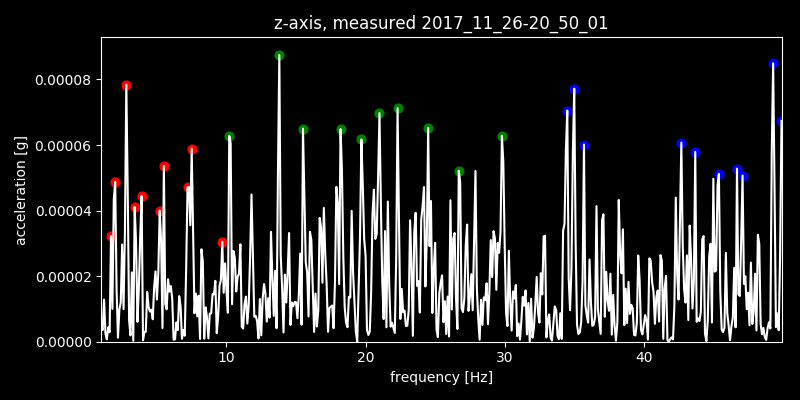 z-axis, measured 2017_11_26-20_50_01
0.00008
0.00006
0.00004
0.00002
0.00000
acceleration [g]
10 20 30 40
frequency [Hz]